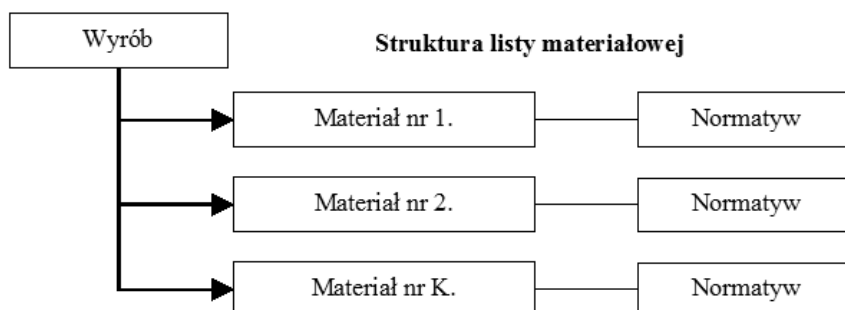 Wyrób
Struktura listy materiałowej
Materiał nr 1.
Normatyw
Materiał nr 2.
Normatyw
Materiał nr K.
Normatyw